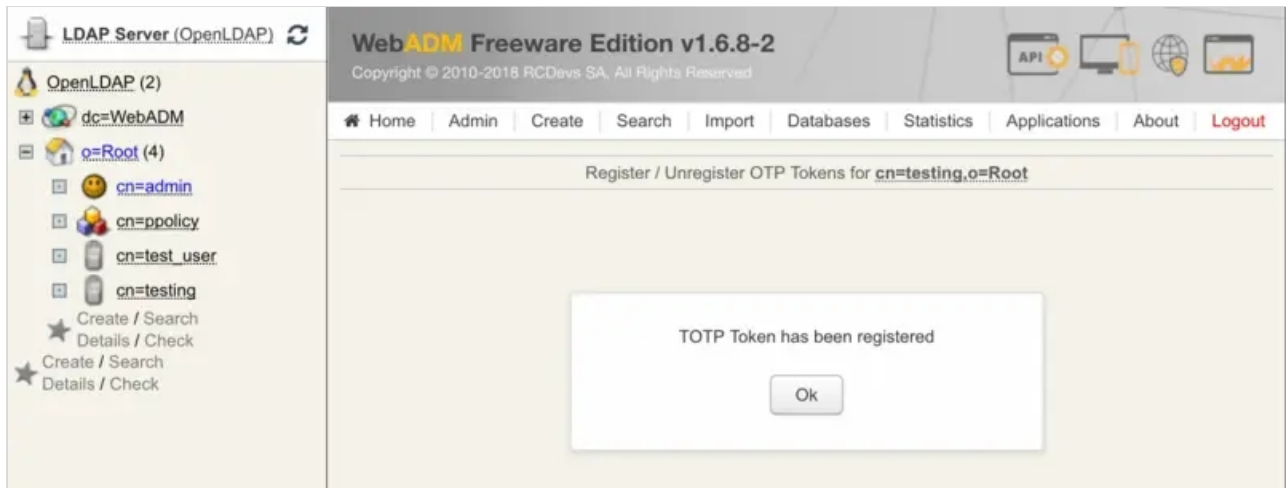 LDAP Server (OpenLDAP)
OpenLDAP (2)
dc=WebADM
o=Root (4)
cn=admin
cn=ppolicy
cn=test_user
cn=testing
Create / Search
Details / Check
Create / Search
Details / Check
WebADM Freeware Edition v1.6.8-2
Copyright © 2010-2018 RCDevs SA, All Rights Reserved
API
Home Admin Create Search Import Databases Statistics Applications About Logout
Register / Unregister OTP Tokens for cn=testing,o=Root
TOTP Token has been registered
Ok